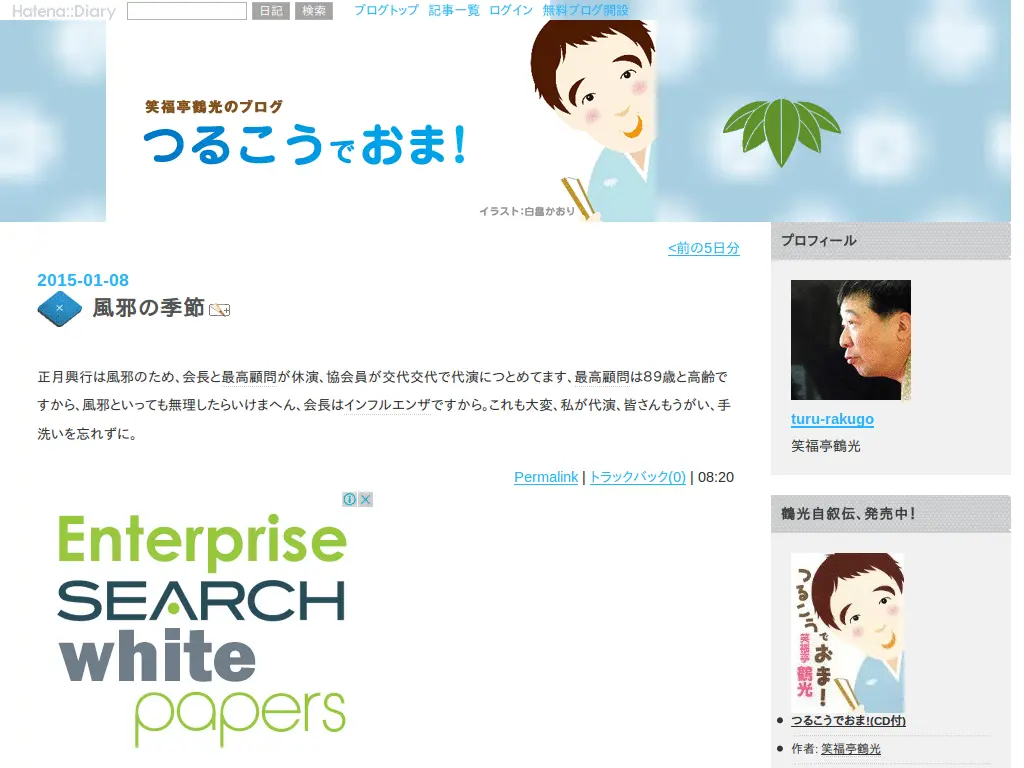 Hatena::Diary 日記 検索 ブログトップ 記事一覧 ログイン 無料ブログ開設
笑福亭鶴光のブログ
つるこうでおま!
イラスト:白畠かおり
<前の5日分
2015-01-08
風邪の季節
正月興行は風邪のため、会長と最高顧問が休演、協会員が交代交代で代演につとめてます、最高顧問は89歳と高齢で
すから、風邪といっても無理したらいけまへん、会長はインフルエンザですから。これも大変、私が代演、皆さんもうがい、手
洗いを忘れずに。
Permalink | トラックバック(0) | 08:20
Enterprise
SEARCH
white
papers
プロフィール
turu-rakugo
笑福亭鶴光
鶴光自叙伝、発売中!
つるこうでおま!
笑福亭鶴光
つるこうでおま!(CD付)
作者: 笑福亭鶴光